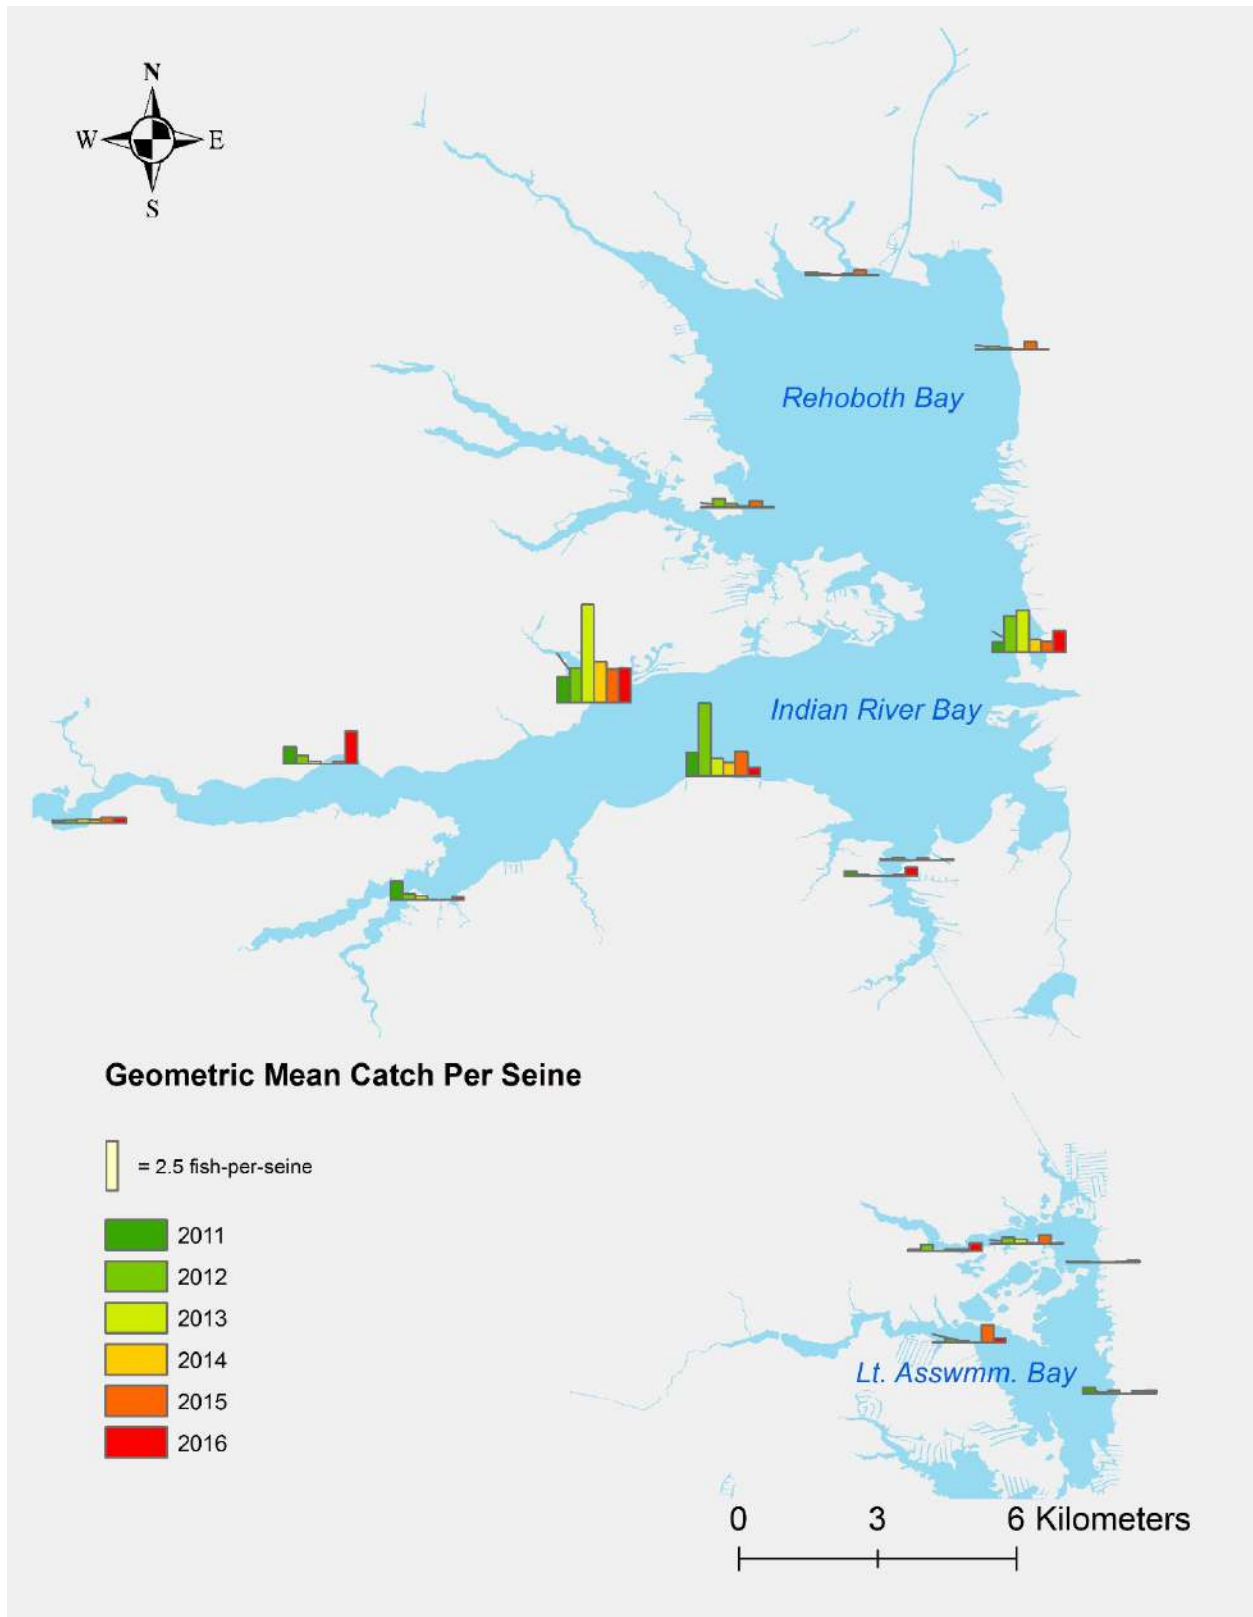 N
W E
S
Rehoboth Bay
Indian River Bay
Geometric Mean Catch Per Seine
= 2.5 fish-per-seine
2011
2012
2013
2014
2015
2016
Lt. Asswmm. Bay
0 3 6 Kilometers